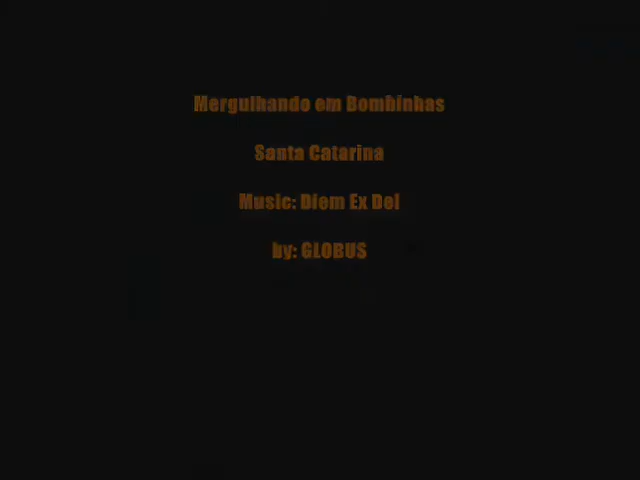 Mergulhando em Bombinhas
Santa Catarina
Music: Diem Ex Dei
by: GLOBUS